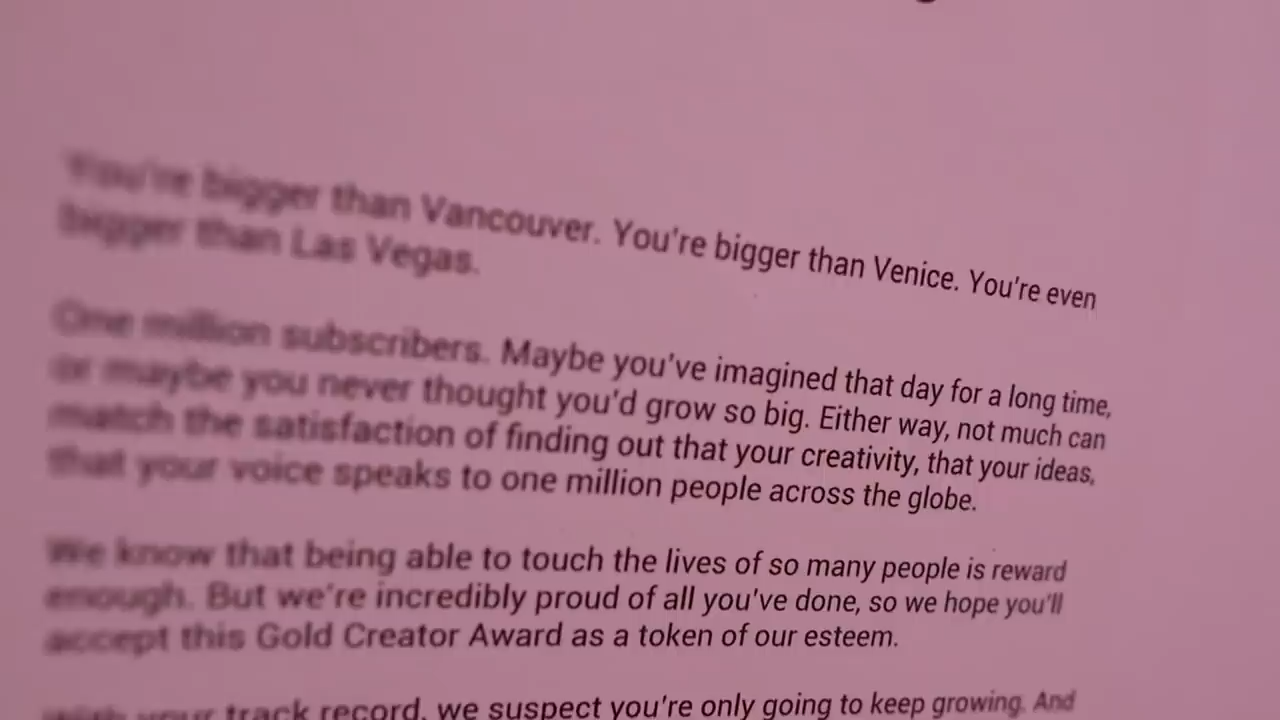 You're bigger than Vancouver. You're bigger than Venice. You're even
bigger than Las Vegas.
One million subscribers. Maybe you've imagined that day for a long time,
or maybe you never thought you'd grow so big. Either way, not much can
match the satisfaction of finding out that your creativity, that your ideas,
that your voice speaks to one million people across the globe.
We know that being able to touch the lives of so many people is reward
enough. But we're incredibly proud of all you've done, so we hope you'll
accept this Gold Creator Award as a token of our esteem.
With your track record, we suspect you're only going to keep growing. And